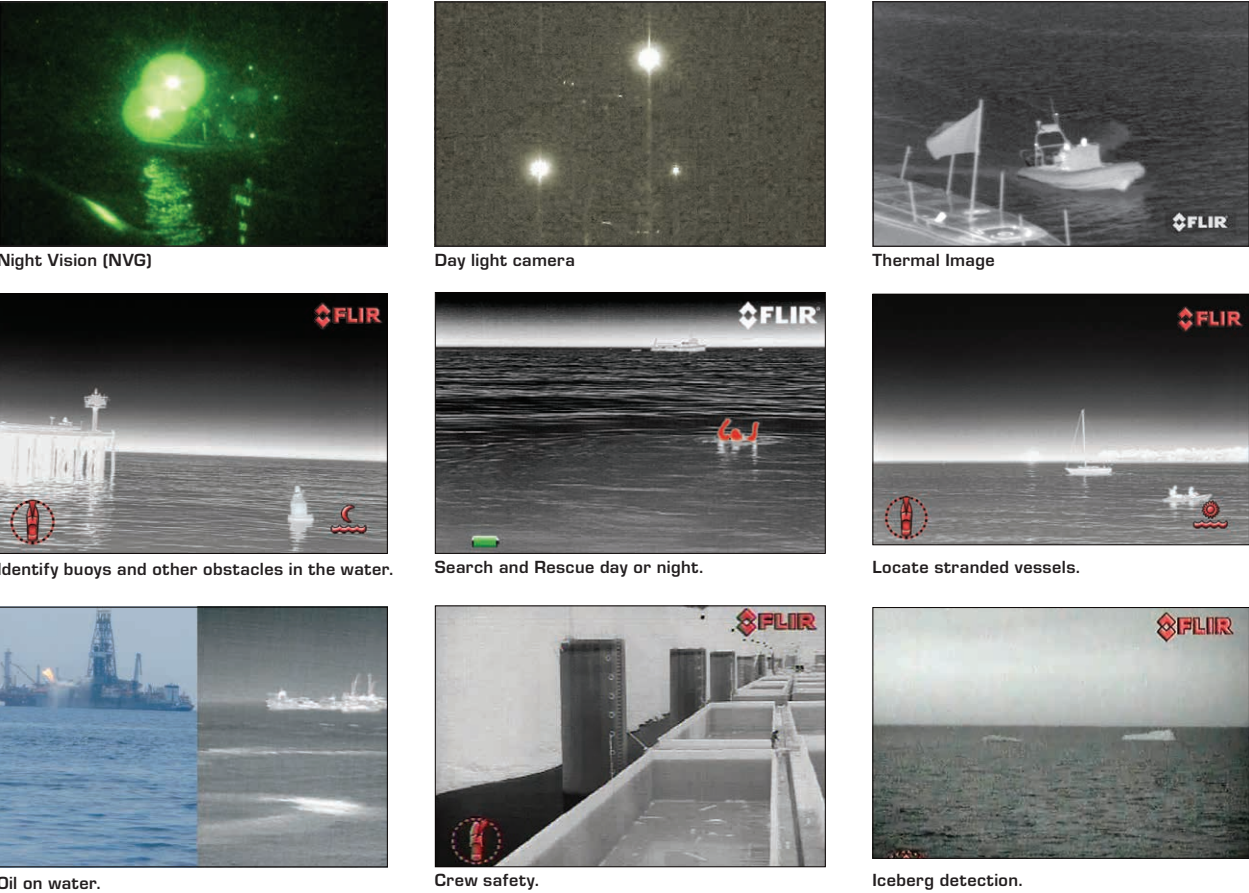 FLIR
Night Vision (NVG)
Day light camera
Thermal Image
FLIR
FLIR
FLIR
Identify buoys and other obstacles in the water.
Search and Rescue day or night.
Locate stranded vessels.
FLIR
FLIR
Oil on water.
Crew safety.
Iceberg detection.